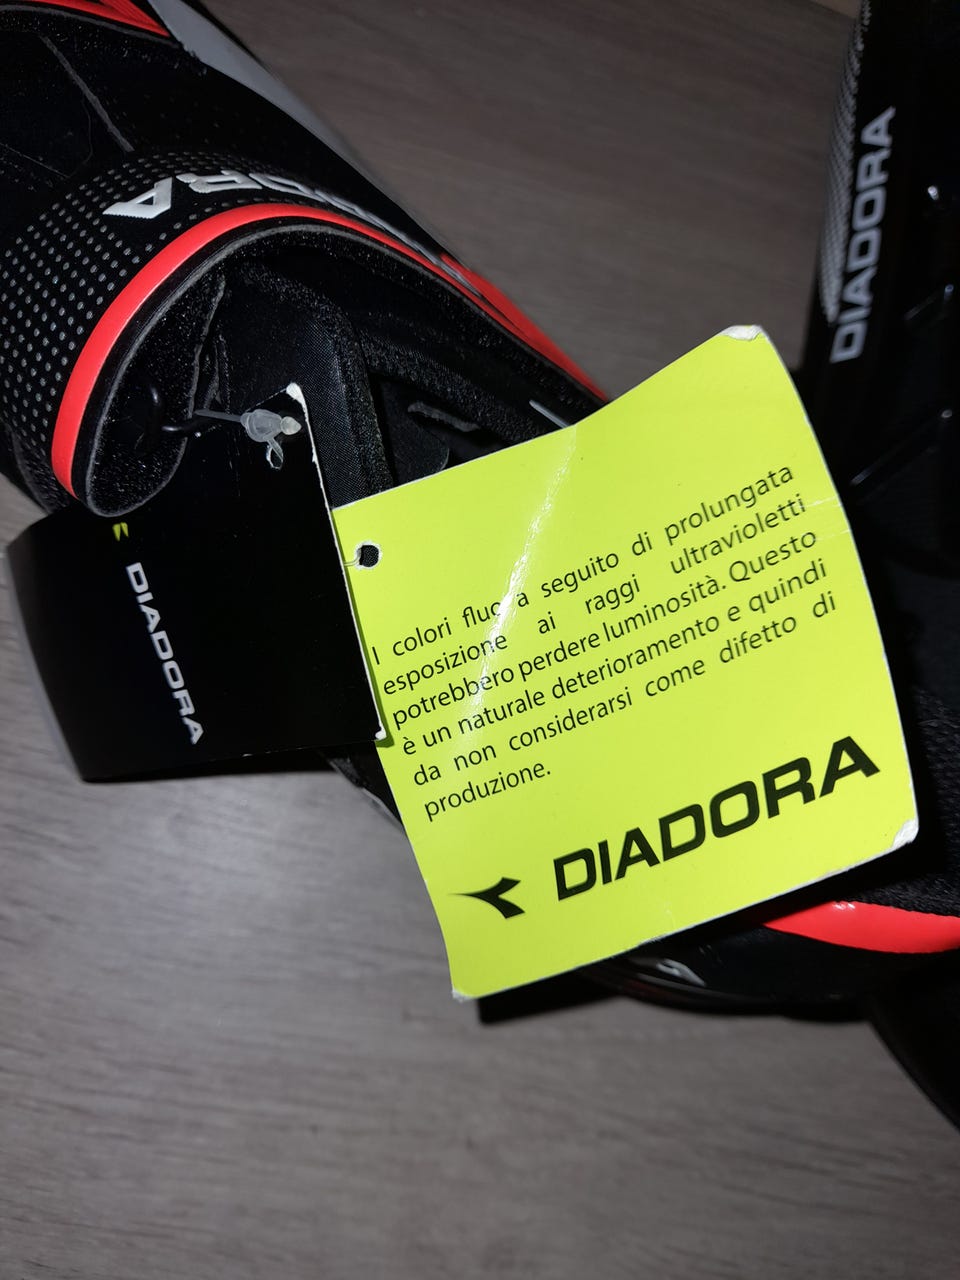 DIADORA
DIADORA
DIADORA
I colori fluo a seguito di prolungata
esposizione ai raggi ultravioletti
potrebbero perdere luminosità. Questo
è un naturale deterioramento e quindi
da non considerarsi come difetto di
produzione.
DIADORA